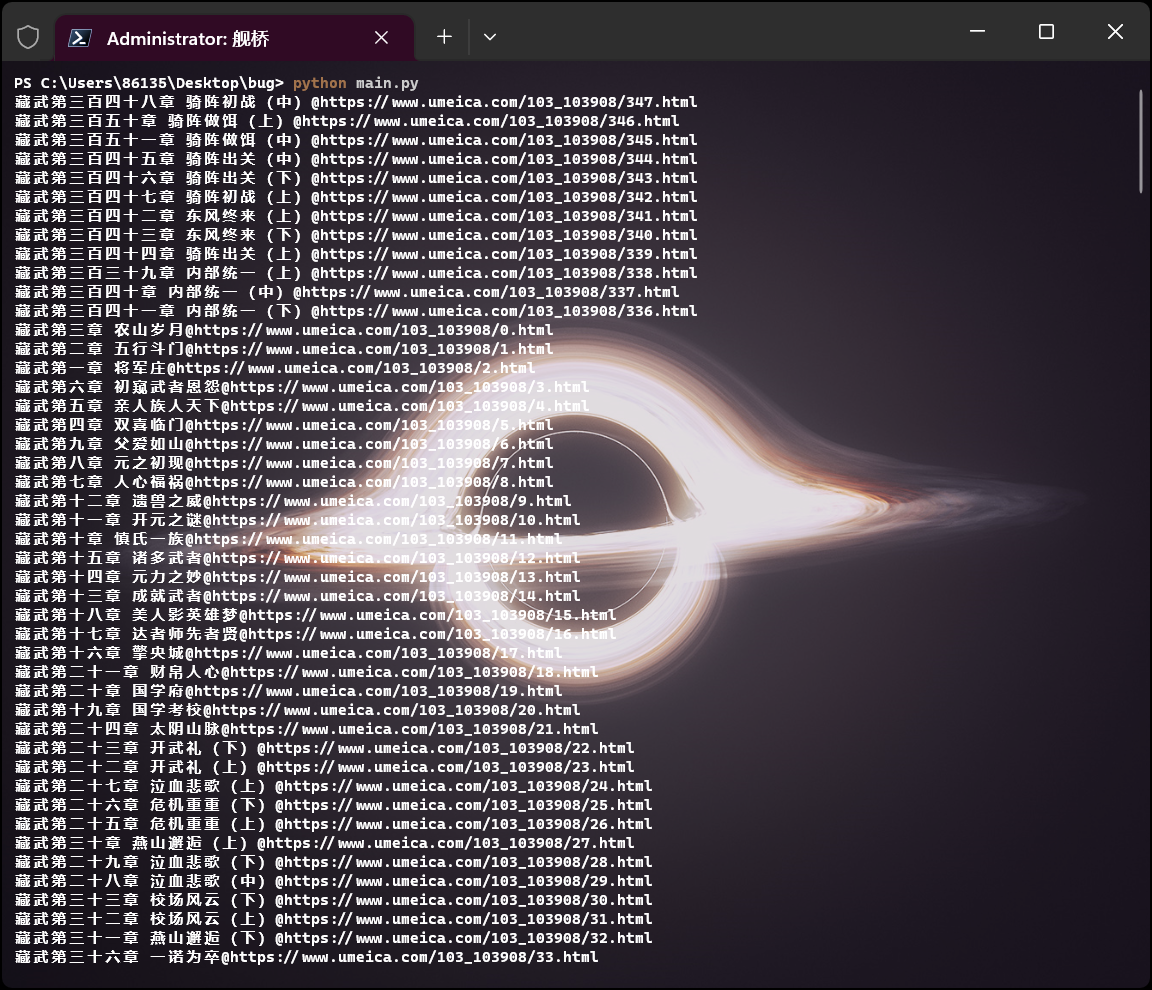 Administrator: 舰桥
PS C:\Users\86135\Desktop\bug> python main.py
藏武第三百四十八章 骑阵初战（中）@https://www.umeica.com/103_103908/347.html
藏武第三百五十章 骑阵做饵（上）@https://www.umeica.com/103_103908/346.html
藏武第三百五十一章 骑阵做饵（中）@https://www.umeica.com/103_103908/345.html
藏武第三百四十五章 骑阵出关（中）@https://www.umeica.com/103_103908/344.html
藏武第三百四十六章 骑阵出关（下）@https://www.umeica.com/103_103908/343.html
藏武第三百四十七章 骑阵初战（上）@https://www.umeica.com/103_103908/342.html
藏武第三百四十二章 东风终来（上）@https://www.umeica.com/103_103908/341.html
藏武第三百四十三章 东风终来（下）@https://www.umeica.com/103_103908/340.html
藏武第三百四十四章 骑阵出关（上）@https://www.umeica.com/103_103908/339.html
藏武第三百三十九章 内部统一（上）@https://www.umeica.com/103_103908/338.html
藏武第三百四十章 内部统一（中）@https://www.umeica.com/103_103908/337.html
藏武第三百四十一章 内部统一（下）@https://www.umeica.com/103_103908/336.html
藏武第三章 农山岁月@https://www.umeica.com/103_103908/0.html
藏武第二章 五行斗门@https://www.umeica.com/103_103908/1.html
藏武第一章 将军庄@https://www.umeica.com/103_103908/2.html
藏武第六章 初窥武者恩怨@https://www.umeica.com/103_103908/3.html
藏武第五章 亲人族人天下@https://www.umeica.com/103_103908/4.html
藏武第四章 双喜临门@https://www.umeica.com/103_103908/5.html
藏武第九章 父爱如山@https://www.umeica.com/103_103908/6.html
藏武第八章 元之初现@https://www.umeica.com/103_103908/7.html
藏武第七章 人心福祸@https://www.umeica.com/103_103908/8.html
藏武第十二章 遗兽之威@https://www.umeica.com/103_103908/9.html
藏武第十一章 开元之谜@https://www.umeica.com/103_103908/10.html
藏武第十章 慎氏一族@https://www.umeica.com/103_103908/11.html
藏武第十五章 诸多武者@https://www.umeica.com/103_103908/12.html
藏武第十四章 元力之妙@https://www.umeica.com/103_103908/13.html
藏武第十三章 成就武者@https://www.umeica.com/103_103908/14.html
藏武第十八章 美人影英雄梦@https://www.umeica.com/103_103908/15.html
藏武第十七章 达者师先者贤@https://www.umeica.com/103_103908/16.html
藏武第十六章 擎央城@https://www.umeica.com/103_103908/17.html
藏武第二十一章 财帛人心@https://www.umeica.com/103_103908/18.html
藏武第二十章 国学府@https://www.umeica.com/103_103908/19.html
藏武第十九章 国学考校@https://www.umeica.com/103_103908/20.html
藏武第二十四章 太阴山脉@https://www.umeica.com/103_103908/21.html
藏武第二十三章 开武礼（下）@https://www.umeica.com/103_103908/22.html
藏武第二十二章 开武礼（上）@https://www.umeica.com/103_103908/23.html
藏武第二十七章 泣血悲歌（上）@https://www.umeica.com/103_103908/24.html
藏武第二十六章 危机重重（下）@https://www.umeica.com/103_103908/25.html
藏武第二十五章 危机重重（上）@https://www.umeica.com/103_103908/26.html
藏武第三十章 燕山邂逅（上）@https://www.umeica.com/103_103908/27.html
藏武第二十九章 泣血悲歌（下）@https://www.umeica.com/103_103908/28.html
藏武第二十八章 泣血悲歌（中）@https://www.umeica.com/103_103908/29.html
藏武第三十三章 校场风云（下）@https://www.umeica.com/103_103908/30.html
藏武第三十二章 校场风云（上）@https://www.umeica.com/103_103908/31.html
藏武第三十一章 燕山邂逅（下）@https://www.umeica.com/103_103908/32.html
藏武第三十六章 一诺为卒@https://www.umeica.com/103_103908/33.html